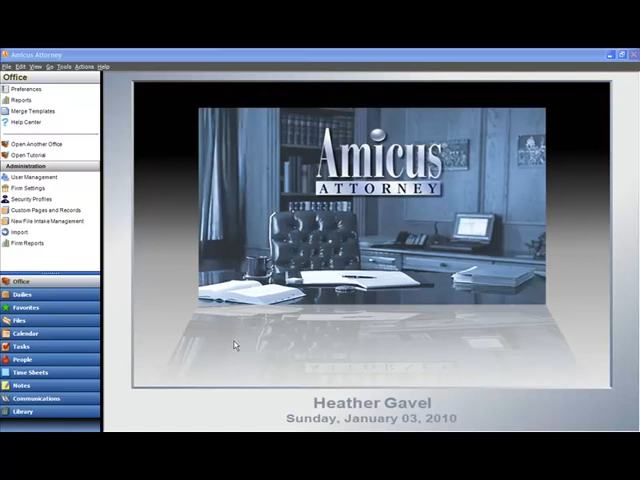 Amicus Attorney
File Edit View Go Tools Actions Help
Office
Preferences
Reports
Merge Templates
Help Center
Open Another Office
Open Tutorial
Administration
User Management
Firm Settings
Security Profiles
Custom Pages and Records
New File Intake Management
Import
Firm Reports
Office
Dailies
Favorites
Files
Calendar
Tasks
People
Time Sheets
Notes
Communications
Library
Amicus
ATTORNEY
Heather Gavel
Sunday, January 03, 2010